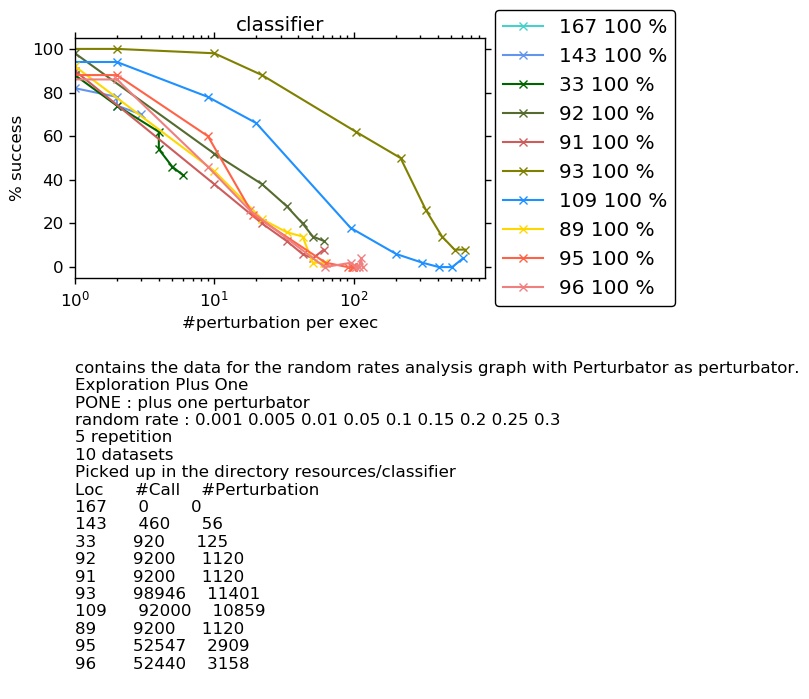 classifier
% success
100
80
60
40
20
0
10^0 10^1 10^2
#perturbation per exec
167 100 %
143 100 %
33 100 %
92 100 %
91 100 %
93 100 %
109 100 %
89 100 %
95 100 %
96 100 %
contains the data for the random rates analysis graph with Perturbator as perturbator.
Exploration Plus One
PONE : plus one perturbator
random rate : 0.001 0.005 0.01 0.05 0.1 0.15 0.2 0.25 0.3
5 repetition
10 datasets
Picked up in the directory resources/classifier
Loc #Call #Perturbation
167 0 0
143 460 56
33 920 125
92 9200 1120
91 9200 1120
93 98946 11401
109 92000 10859
89 9200 1120
95 52547 2909
96 52440 3158